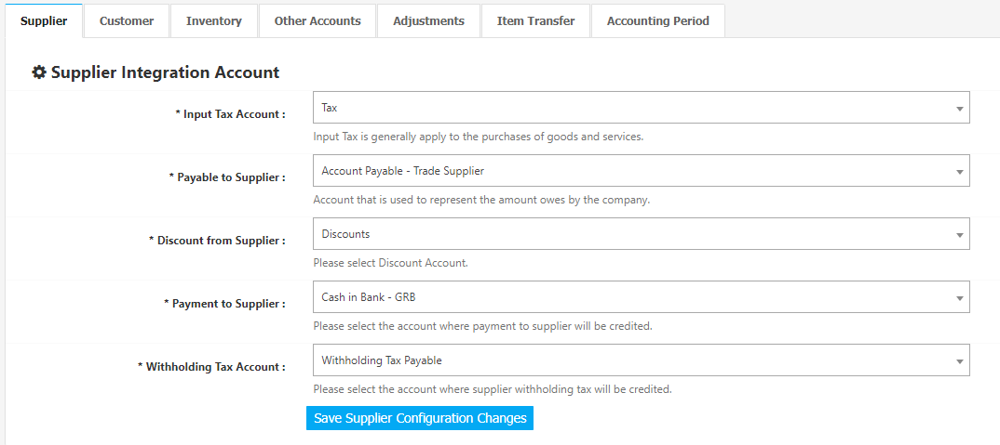 Supplier Customer Inventory Other Accounts Adjustments Item Transfer Accounting Period
Supplier Integration Account
* Input Tax Account : Tax
Input Tax is generally apply to the purchases of goods and services.
* Payable to Supplier : Account Payable - Trade Supplier
Account that is used to represent the amount owes by the company.
* Discount from Supplier : Discounts
Please select Discount Account.
* Payment to Supplier : Cash in Bank - GRB
Please select the account where payment to supplier will be credited.
* Withholding Tax Account : Withholding Tax Payable
Please select the account where supplier withholding tax will be credited.
Save Supplier Configuration Changes